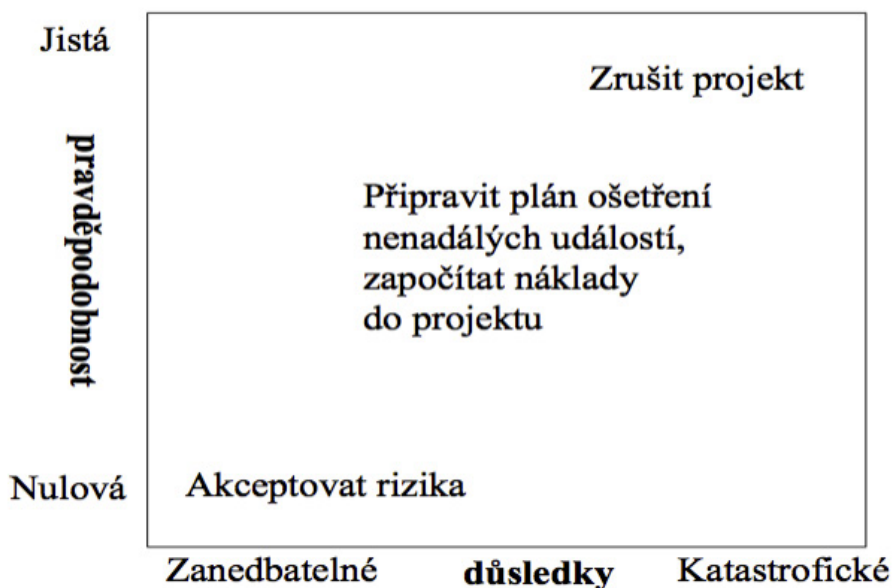 Jistá
Zrušit projekt
pravděpodobnost
Připravit plán ošetření
nenadálých událostí,
započítat náklady
do projektu
Nulová
Akceptovat rizika
Zanedbatelné
důsledky
Katastrofické